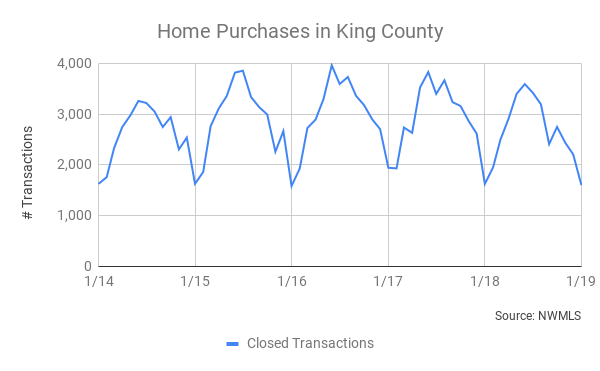 Home Purchases in King County
# Transactions
4,000
3,000
2,000
1,000
0
1/14 1/15 1/16 1/17 1/18 1/19
Source: NWMLS
Closed Transactions